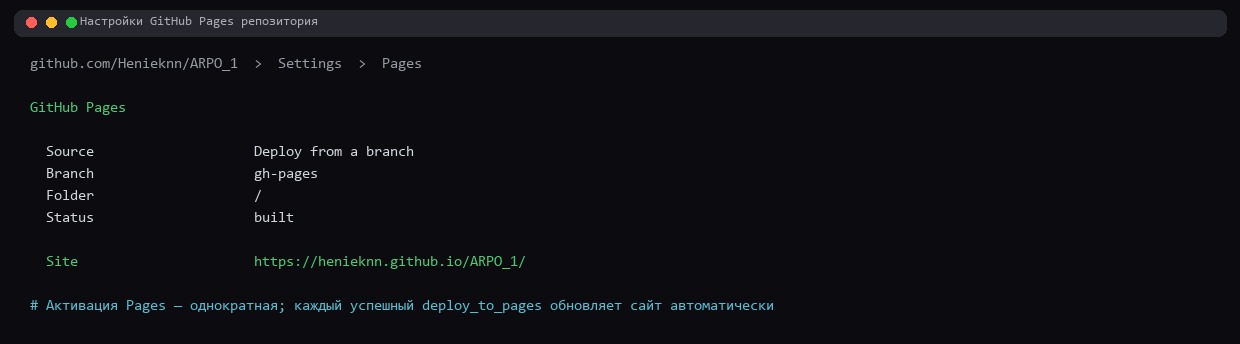 Настройки GitHub Pages репозитория
github.com/Henieknn/ARPO_1 > Settings > Pages
GitHub Pages
Source Deploy from a branch
Branch gh-pages
Folder /
Status built
Site https://henieknn.github.io/ARPO_1/
# Активация Pages — однократная; каждый успешный deploy_to_pages обновляет сайт автоматически